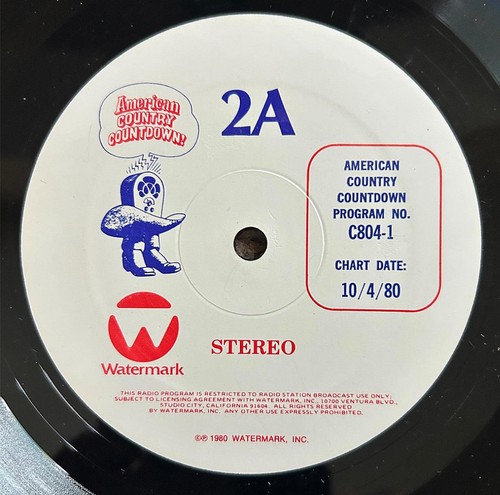 American
COUNTRY
COUNTDOWN!
2A
AMERICAN
COUNTRY
COUNTDOWN
PROGRAM NO.
C804-1
CHART DATE:
10/4/80
W
Watermark
STEREO
THIS RADIO PROGRAM IS RESTRICTED TO RADIO STATION BROADCAST USE ONLY,
SUBJECT TO LICENSING AGREEMENT WITH WATERMARK, INC., 10700 VENTURA BLVD.,
STUDIO CITY, CALIFORNIA 91604. ALL RIGHTS RESERVED
BY WATERMARK, INC. ANY OTHER USE EXPRESSLY PROHIBITED.
©℗ 1980 WATERMARK, INC.